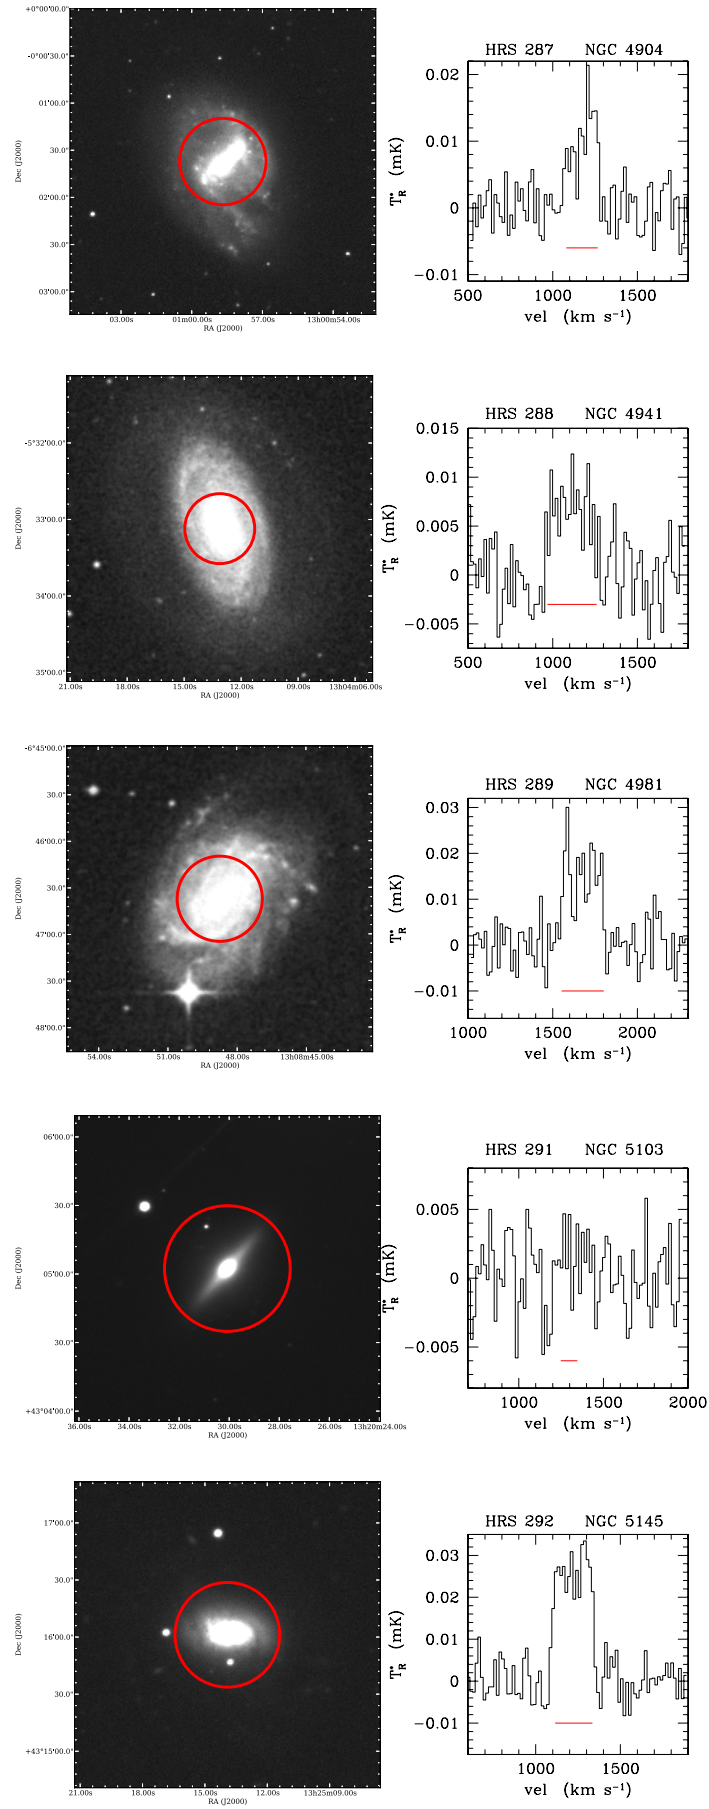 +0°00'00.0"
-0°00'30.0"
01'00.0"
30.0"
02'00.0"
30.0"
03'00.0"
Dec (J2000)
03.00s 01m00.00s 57.00s 13h00m54.00s
RA (J2000)
HRS 287 NGC 4904
0.02
0.01
0
−0.01
T*R (mK)
500 1000 1500
vel (km s⁻¹)
-5°32'00.0"
33'00.0"
34'00.0"
35'00.0"
Dec (J2000)
21.00s 18.00s 15.00s 12.00s 09.00s 13h04m06.00s
RA (J2000)
HRS 288 NGC 4941
0.015
0.010
0.005
0
−0.005
T*R (mK)
500 1000 1500
vel (km s⁻¹)
-6°45'00.0"
30.0"
46'00.0"
30.0"
47'00.0"
30.0"
48'00.0"
Dec (J2000)
54.00s 51.00s 48.00s 13h08m45.00s
RA (J2000)
HRS 289 NGC 4981
0.03
0.02
0.01
0
−0.01
T*R (mK)
1000 1500 2000
vel (km s⁻¹)
06'00.0"
30.0"
05'00.0"
30.0"
+43°04'00.0"
Dec (J2000)
36.00s 34.00s 32.00s 30.00s 28.00s 26.00s 13h20m24.00s
RA (J2000)
HRS 291 NGC 5103
0.005
0
−0.005
T*R (mK)
1000 1500 2000
vel (km s⁻¹)
17'00.0"
30.0"
16'00.0"
30.0"
+43°15'00.0"
Dec (J2000)
21.00s 18.00s 15.00s 12.00s 13h25m09.00s
RA (J2000)
HRS 292 NGC 5145
0.03
0.02
0.01
0
−0.01
T*R (mK)
1000 1500
vel (km s⁻¹)